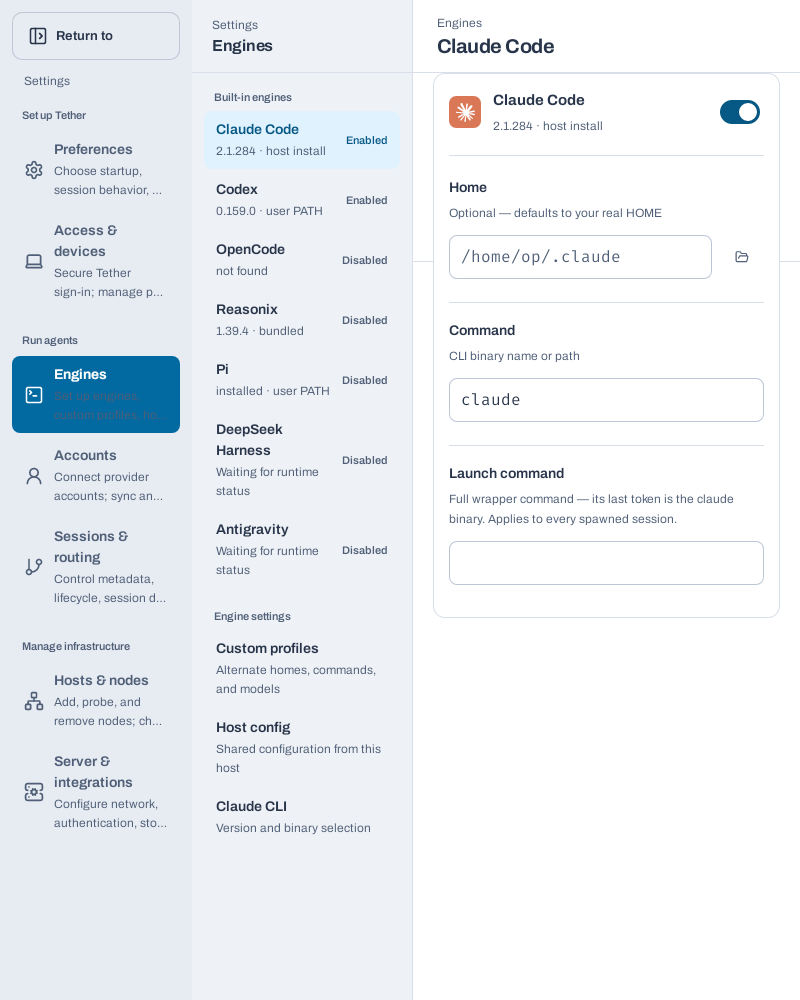 Return to
Settings
Set up Tether
Preferences
Choose startup,
session behavior, ...
Access &
devices
Secure Tether
sign-in; manage p...
Run agents
Engines
Set up engines,
custom profiles, ho...
Accounts
Connect provider
accounts; sync an...
Sessions &
routing
Control metadata,
lifecycle, session d...
Manage infrastructure
Hosts & nodes
Add, probe, and
remove nodes; ch...
Server &
integrations
Configure network,
authentication, sto...
Settings
Engines
Built-in engines
Claude Code
2.1.284 · host install
Enabled
Codex
0.159.0 · user PATH
Enabled
OpenCode
not found
Disabled
Reasonix
1.39.4 · bundled
Disabled
Pi
installed · user PATH
Disabled
DeepSeek
Harness
Waiting for runtime
status
Disabled
Antigravity
Waiting for runtime
status
Disabled
Engine settings
Custom profiles
Alternate homes, commands,
and models
Host config
Shared configuration from this
host
Claude CLI
Version and binary selection
Engines
Claude Code
Claude Code
2.1.284 · host install
Home
Optional — defaults to your real HOME
/home/op/.claude
Command
CLI binary name or path
claude
Launch command
Full wrapper command — its last token is the claude
binary. Applies to every spawned session.